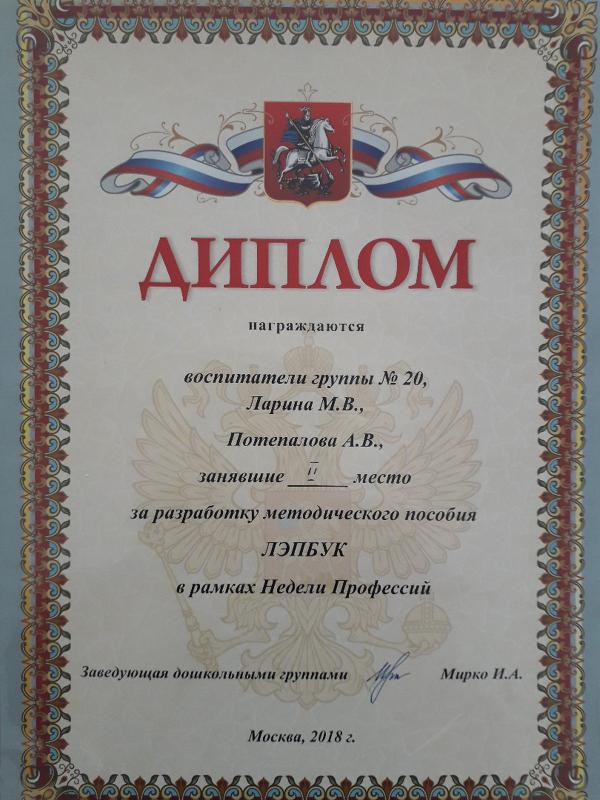 ДИПЛОМ
награждаются
воспитатели группы № 20,
Ларина М.В.,
Потепалова А.В.,
занявшие II место
за разработку методического пособия
ЛЭПБУК
в рамках Недели Профессий
Заведующая дошкольными группами Мирко И.А.
Москва, 2018 г.